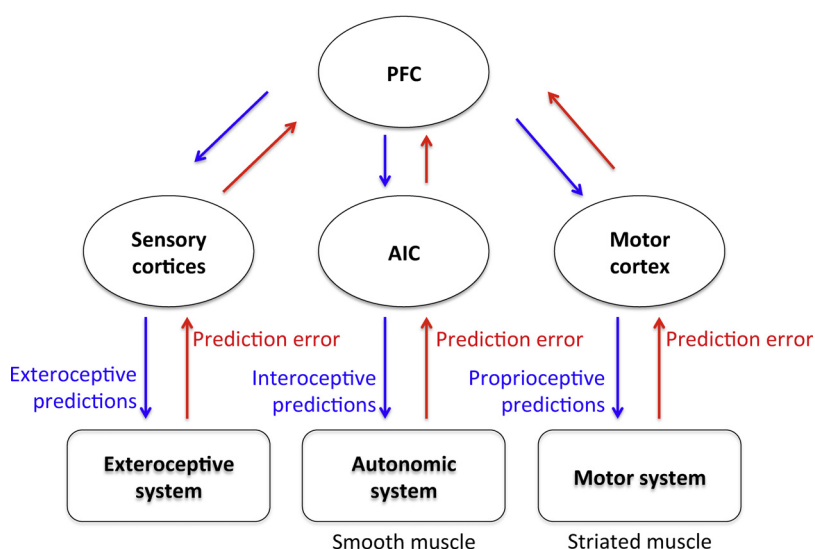 PFC
Sensory
cortices
AIC
Motor
cortex
Prediction error
Prediction error
Prediction error
Exteroceptive
predictions
Interoceptive
predictions
Proprioceptive
predictions
Exteroceptive
system
Autonomic
system
Motor system
Smooth muscle
Striated muscle